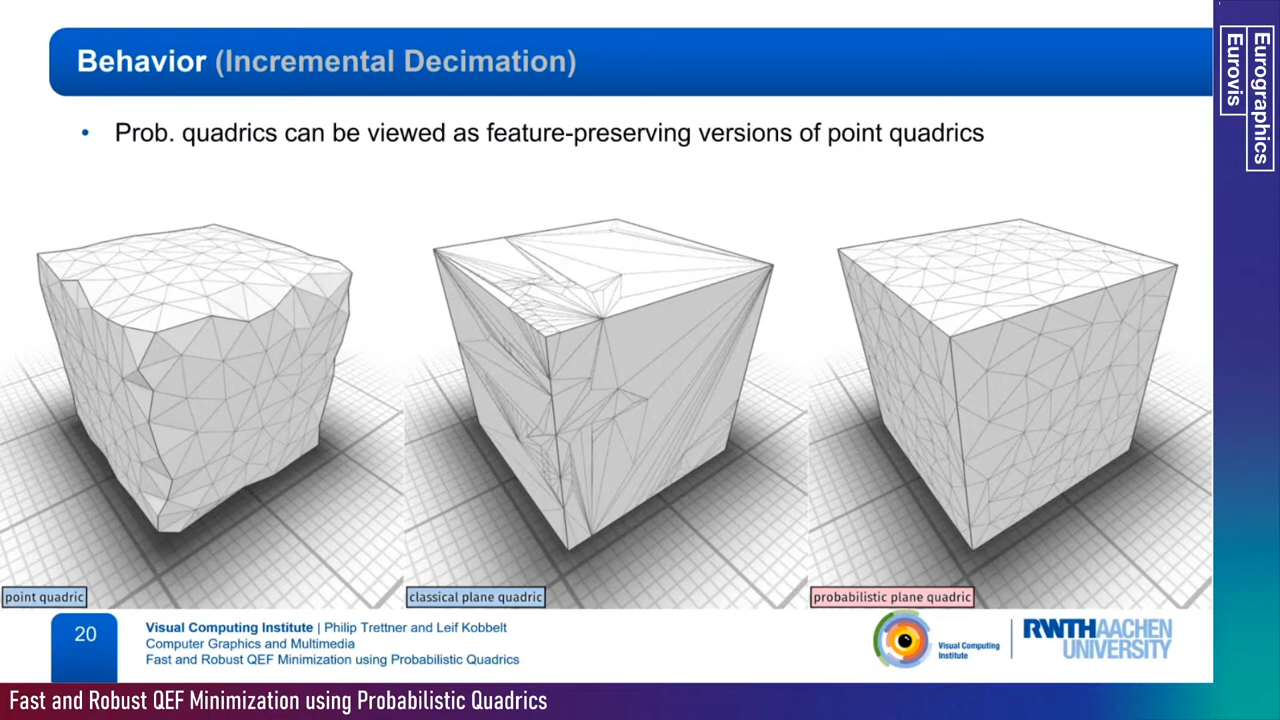 Behavior (Incremental Decimation)
• Prob. quadrics can be viewed as feature-preserving versions of point quadrics
point quadric
classical plane quadric
probabilistic plane quadric
20
Visual Computing Institute | Philip Trettner and Leif Kobbelt
Computer Graphics and Multimedia
Fast and Robust QEF Minimization using Probabilistic Quadrics
Visual Computing
Institute
RWTH AACHEN
UNIVERSITY
Eurographics
Eurovis
Fast and Robust QEF Minimization using Probabilistic Quadrics